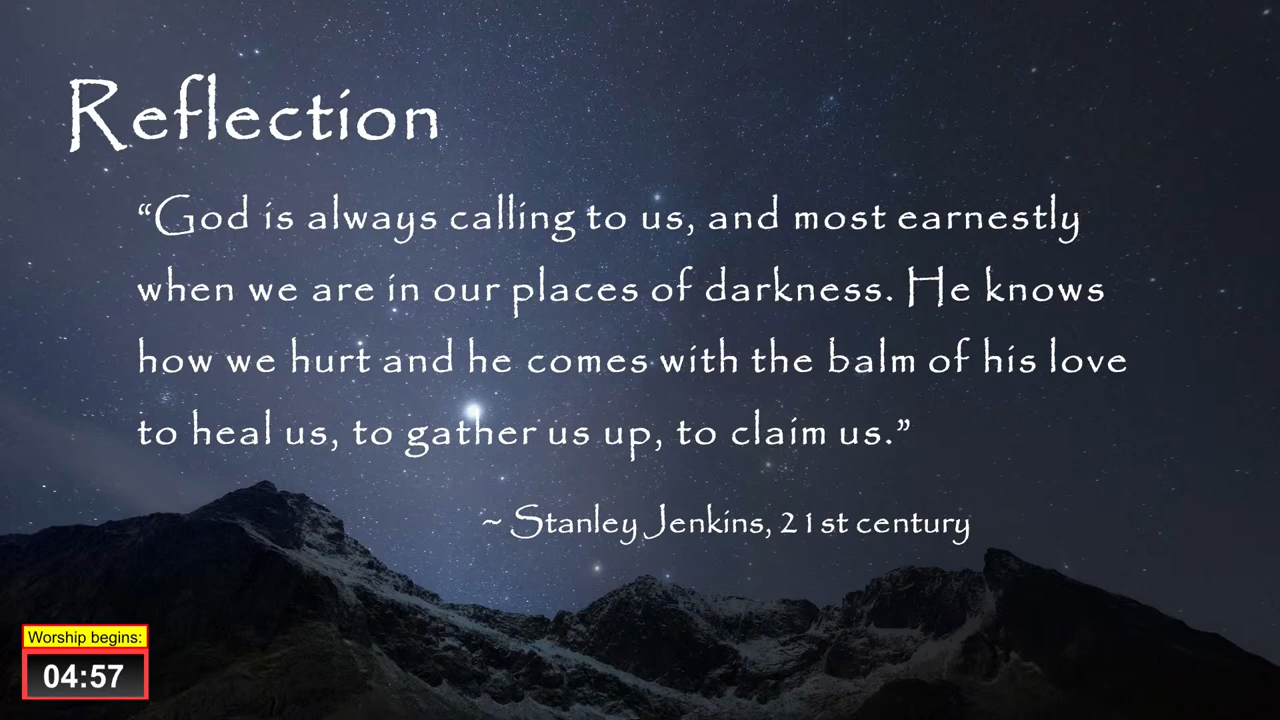 Reflection
“God is always calling to us, and most earnestly
when we are in our places of darkness. He knows
how we hurt and he comes with the balm of his love
to heal us, to gather us up, to claim us.”
~ Stanley Jenkins, 21st century
Worship begins:
04:57